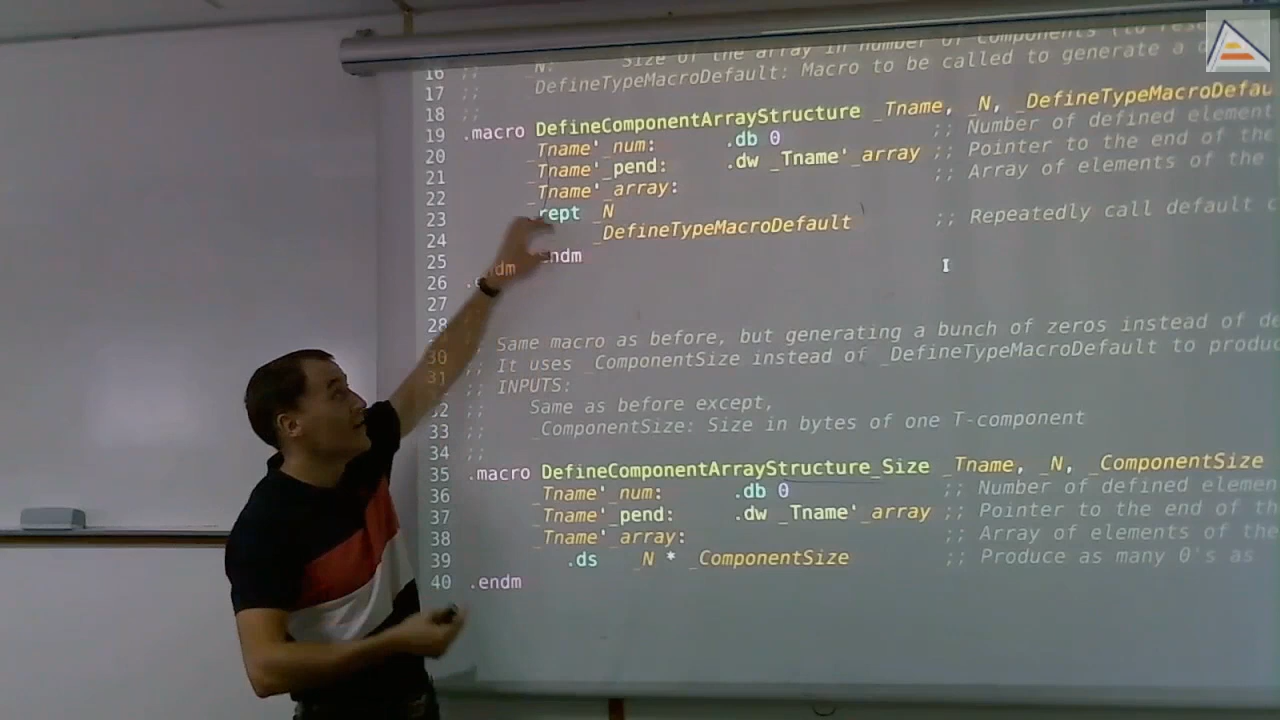 16 ;; _N: Size of the array in number of components (to rese
17 ;; DefineTypeMacroDefault: Macro to be called to generate a d
18 ;;
19 .macro DefineComponentArrayStructure _Tname, _N, _DefineTypeMacroDefau
20 _Tname'_num: .db 0 ;; Number of defined element
21 _Tname'_pend: .dw _Tname'_array ;; Pointer to the end of the
22 _Tname'_array: ;; Array of elements of the
23 rept _N
24 _DefineTypeMacroDefault ;; Repeatedly call default c
25 endm
26 .endm
27
28
Same macro as before, but generating a bunch of zeros instead of de
30 ;; It uses _ComponentSize instead of _DefineTypeMacroDefault to produc
31 ;; INPUTS:
32 ;; Same as before except,
33 ;; _ComponentSize: Size in bytes of one T-component
34 ;;
35 .macro DefineComponentArrayStructure_Size _Tname, _N, _ComponentSize
36 _Tname'_num: .db 0 ;; Number of defined elemen
37 _Tname'_pend: .dw _Tname'_array ;; Pointer to the end of th
38 _Tname'_array: ;; Array of elements of the
39 .ds _N * _ComponentSize ;; Produce as many 0's as
40 .endm